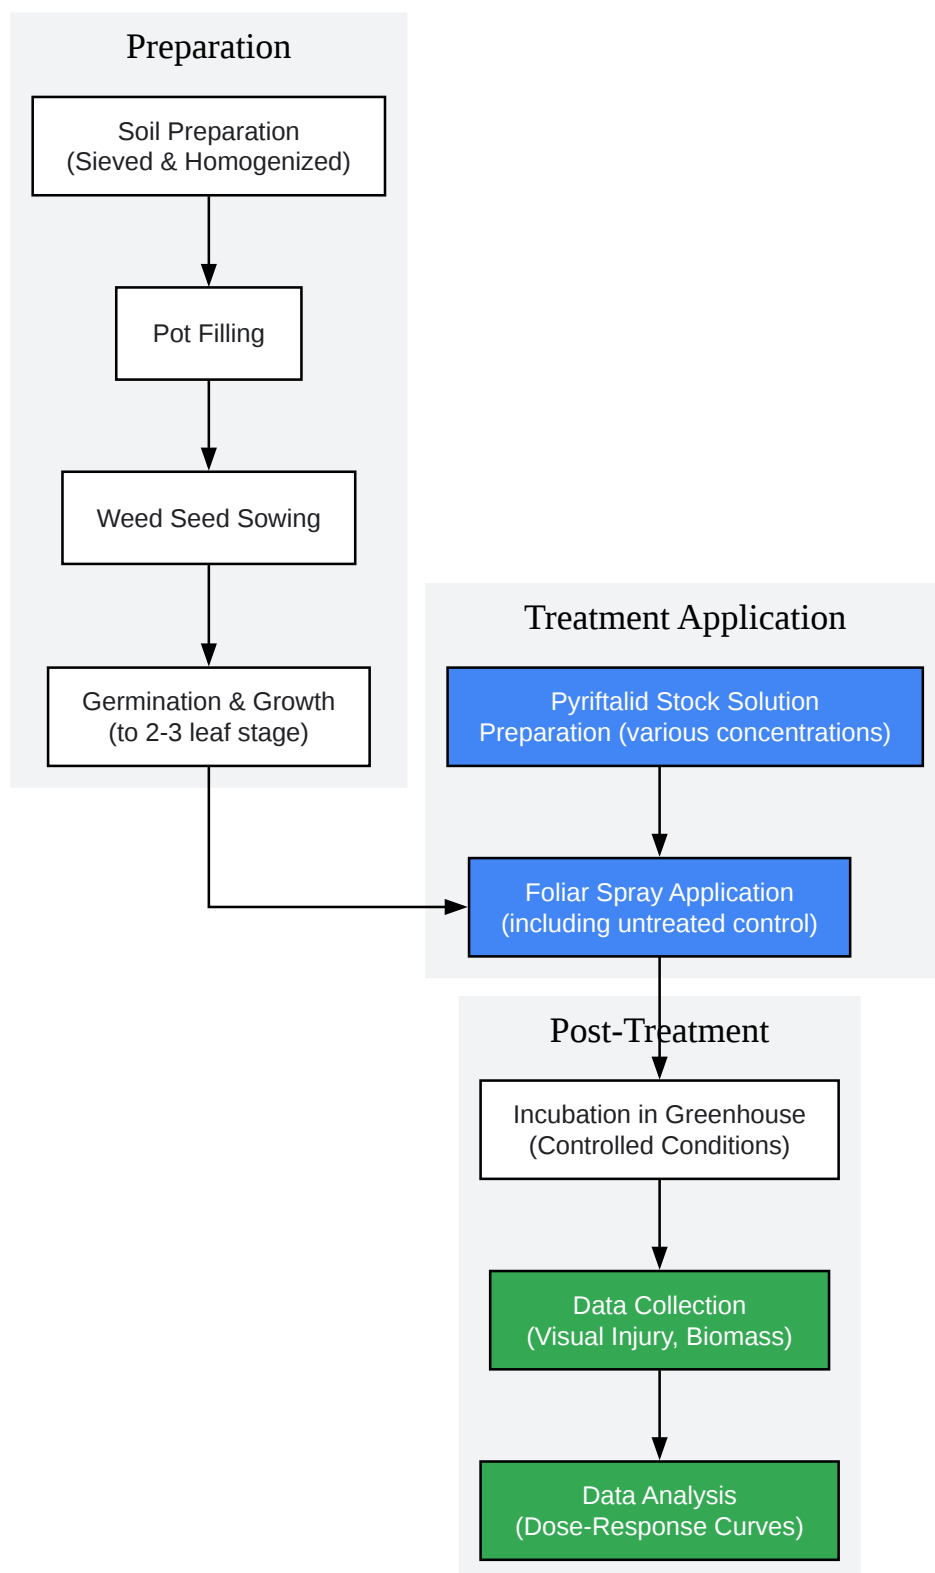 Preparation
Soil Preparation
(Sieved & Homogenized)
Pot Filling
Weed Seed Sowing
Germination & Growth
(to 2-3 leaf stage)
Treatment Application
Pyriftalid Stock Solution
Preparation (various concentrations)
Foliar Spray Application
(including untreated control)
Post-Treatment
Incubation in Greenhouse
(Controlled Conditions)
Data Collection
(Visual Injury, Biomass)
Data Analysis
(Dose-Response Curves)